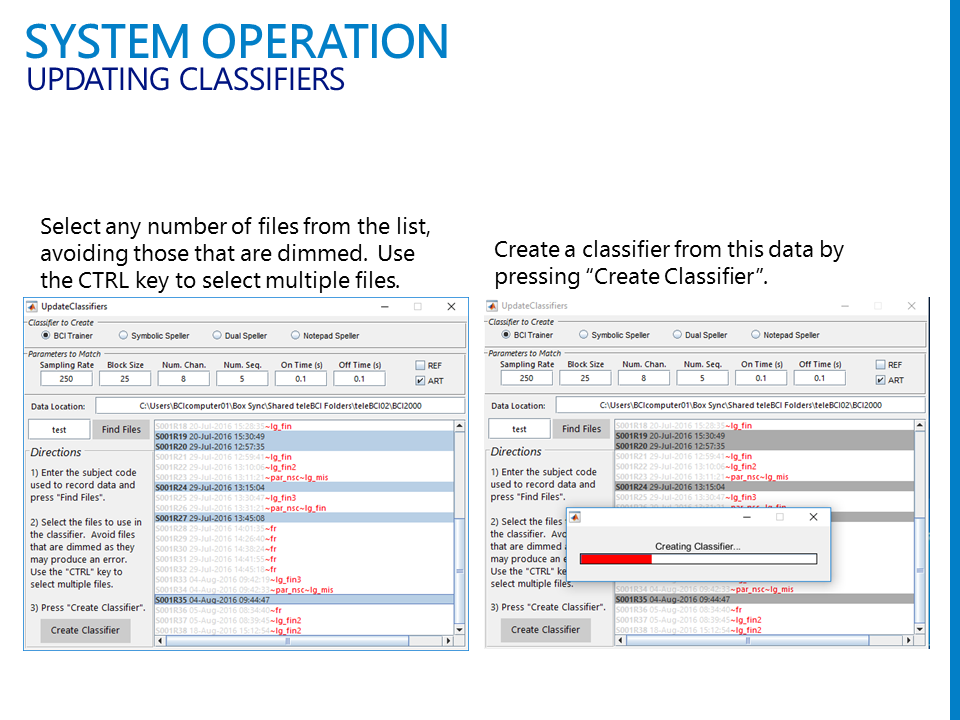 SYSTEM OPERATION
UPDATING CLASSIFIERS
Select any number of files from the list,
avoiding those that are dimmed. Use
the CTRL key to select multiple files.
UpdateClassifiers
Classifier to Create
BCI Trainer Symbolic Speller Dual Speller Notepad Speller
Parameters to Match
Sampling Rate Block Size Num. Chan. Num. Seq. On Time (s) Off Time (s) REF
250 25 8 5 0.1 0.1 ART
Data Location: C:\Users\BCIcomputer01\Box Sync\Shared teleBCI Folders\teleBCI02\BCI2000
test Find Files
Directions
1) Enter the subject code
used to record data and
press "Find Files".
2) Select the files to use in
the classifier. Avoid files
that are dimmed as they
may produce an error.
Use the "CTRL" key to
select multiple files.
3) Press "Create Classifier".
Create Classifier
S001R18 20-Jul-2016 15:28:35~lg_fin
S001R19 20-Jul-2016 15:30:49
S001R20 29-Jul-2016 12:57:35
S001R21 29-Jul-2016 12:59:41~lg_fin
S001R22 29-Jul-2016 13:10:06~lg_fin2
S001R23 29-Jul-2016 13:11:21~par_nsc~lg_mis
S001R24 29-Jul-2016 13:15:04
S001R25 29-Jul-2016 13:30:47~lg_fin3
S001R26 29-Jul-2016 13:31:21~par_nsc~lg_fin
S001R27 29-Jul-2016 13:45:08
S001R28 29-Jul-2016 14:01:35~fr
S001R29 29-Jul-2016 14:26:40~fr
S001R30 29-Jul-2016 14:38:24~fr
S001R31 29-Jul-2016 14:41:55~fr
S001R32 29-Jul-2016 14:45:18~fr
S001R33 04-Aug-2016 09:42:19~lg_fin3
S001R34 04-Aug-2016 09:42:33~par_nsc~lg_mis
S001R35 04-Aug-2016 09:44:47
S001R36 05-Aug-2016 08:34:40~fr
S001R37 05-Aug-2016 08:39:45~lg_fin2
S001R38 18-Aug-2016 15:12:54~lg_fin2
Create a classifier from this data by
pressing “Create Classifier”.
UpdateClassifiers
Classifier to Create
BCI Trainer Symbolic Speller Dual Speller Notepad Speller
Parameters to Match
Sampling Rate Block Size Num. Chan. Num. Seq. On Time (s) Off Time (s) REF
250 25 8 5 0.1 0.1 ART
Data Location: C:\Users\BCIcomputer01\Box Sync\Shared teleBCI Folders\teleBCI02\BCI2000
test Find Files
Directions
1) Enter the subject code
used to record data and
press "Find Files".
2) Select the files
the classifier. Avoid
that are dimmed a
may produce an e
Use the "CTRL" ke
select multiple files.
3) Press "Create Classifier".
Create Classifier
S001R18 20-Jul-2016 15:28:35~lg_fin
S001R19 20-Jul-2016 15:30:49
S001R20 29-Jul-2016 12:57:35
S001R21 29-Jul-2016 12:59:41~lg_fin
S001R22 29-Jul-2016 13:10:06~lg_fin2
S001R23 29-Jul-2016 13:11:21~par_nsc~lg_mis
S001R24 29-Jul-2016 13:15:04
S001R25 29-Jul-2016 13:30:47~lg_fin3
Creating Classifier...
S001R34 04-Aug-2016 09:42:33~par_nsc~lg_mis
S001R35 04-Aug-2016 09:44:47
S001R36 05-Aug-2016 08:34:40~fr
S001R37 05-Aug-2016 08:39:45~lg_fin2
S001R38 18-Aug-2016 15:12:54~lg_fin2